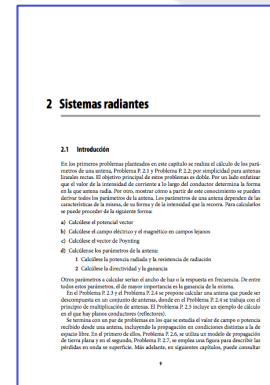 2 Sistemas radiantes
2.1 Introducción
En los primeros problemas planteados en este capítulo se realiza el cálculo de los pará-
metros de una antena, Problema P. 2.1 y Problema P. 2.2; por simplicidad para antenas
lineales rectas. El objetivo principal de estos problemas es doble. Por un lado enfatizar
que el valor de la intensidad de corriente a lo largo del conductor determina la forma
en la que antena radia. Por otro, mostrar cómo a partir de este conocimiento se pueden
derivar todos los parámetros de la antena. Los parámetros de una antena dependen de las
características de la misma, de su forma y de la intensidad que la recorra. Para calcularlos
se puede proceder de la siguiente forma:
a) Calcúlese el potencial vector
b) Calcúlese el campo eléctrico y el magnético en campos lejanos
c) Calcúlese el vector de Poynting
d) Calcúlense los parámetros de la antena:
1 Calcúlese la potencia radiada y la resistencia de radiación
2 Calcúlese la directividad y la ganancia
Otros parámetros a calcular serían el ancho de haz o la respuesta en frecuencia. De entre
todos estos parámetros, el de mayor importancia es la ganancia de la misma.
En el Problema P. 2.3 y el Problema P. 2.4 se propone calcular una antena que puede ser
descompuesta en un conjunto de antenas, donde en el Problema P. 2.4 se trabaja con el
principio de multiplicación de antenas. El Problema P. 2.5 incluye un ejemplo de cálculo
en el que hay planos conductores (reflectores).
Se termina con un par de problemas en los que se estudia el valor de campo o potencia
recibido desde una antena, incluyendo la propagación en condiciones distintas a la de
espacio libre. En el primero de ellos, Problema P. 2.6, se utiliza un modelo de propagación
de tierra plana y en el segundo, Problema P. 2.7, se emplea una figura para describir las
pérdidas en onda se superficie. Más adelante, en siguientes capítulos, puede consultar